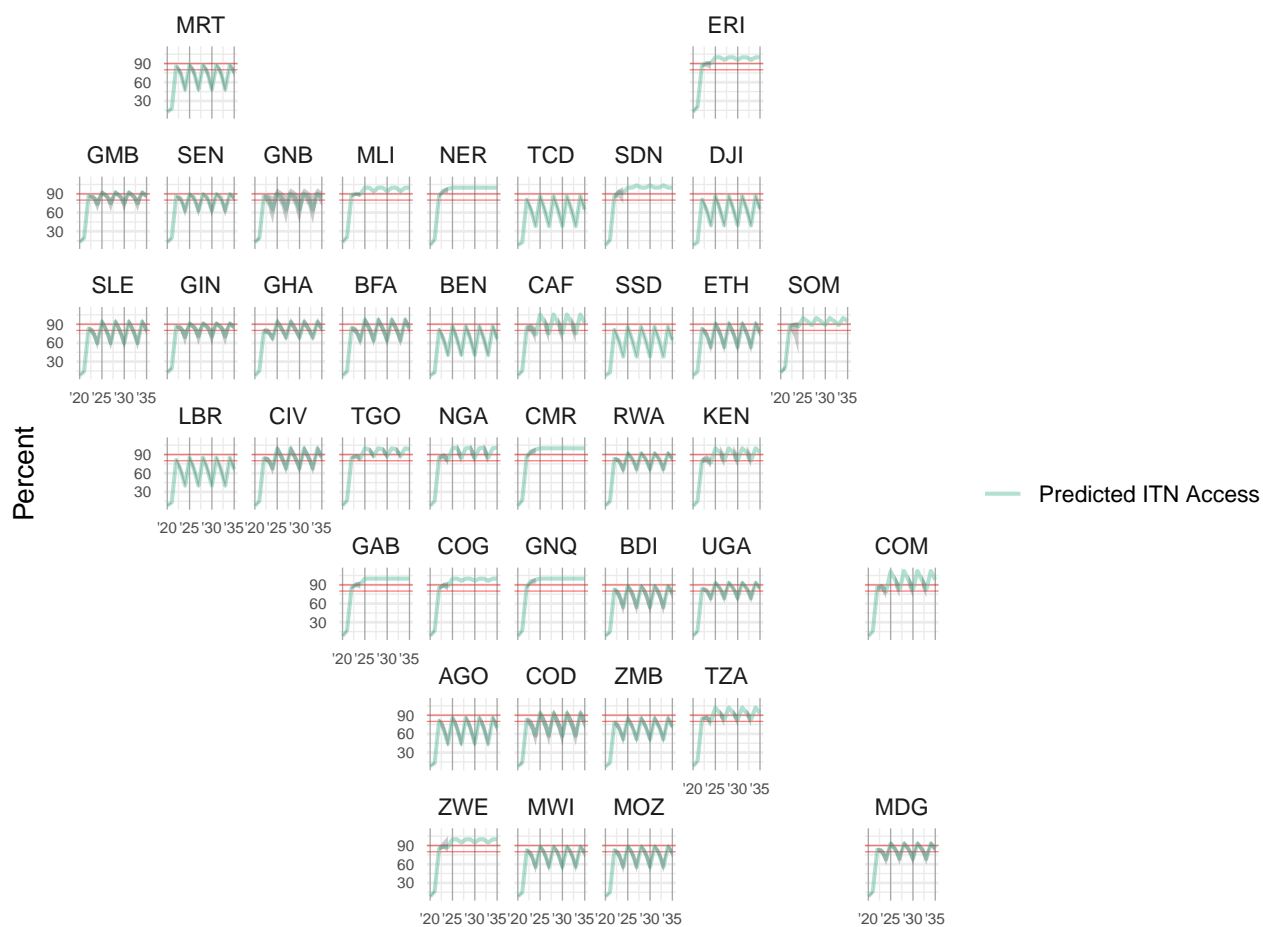 MRT ERI
90
60
30
GMB SEN GNB MLI NER TCD SDN DJI
90
60
30
SLE GIN GHA BFA BEN CAF SSD ETH SOM
90
60
30
'20 '25 '30 '35 '20 '25 '30 '35
LBR CIV TGO NGA CMR RWA KEN
90
60
30
'20 '25 '30 '35 '20 '25 '30 '35
GAB COG GNQ BDI UGA COM
90
60
30
'20 '25 '30 '35
AGO COD ZMB TZA
90
60
30
'20 '25 '30 '35
ZWE MWI MOZ MDG
90
60
30
'20 '25 '30 '35 '20 '25 '30 '35 '20 '25 '30 '35 '20 '25 '30 '35
Percent
Predicted ITN Access